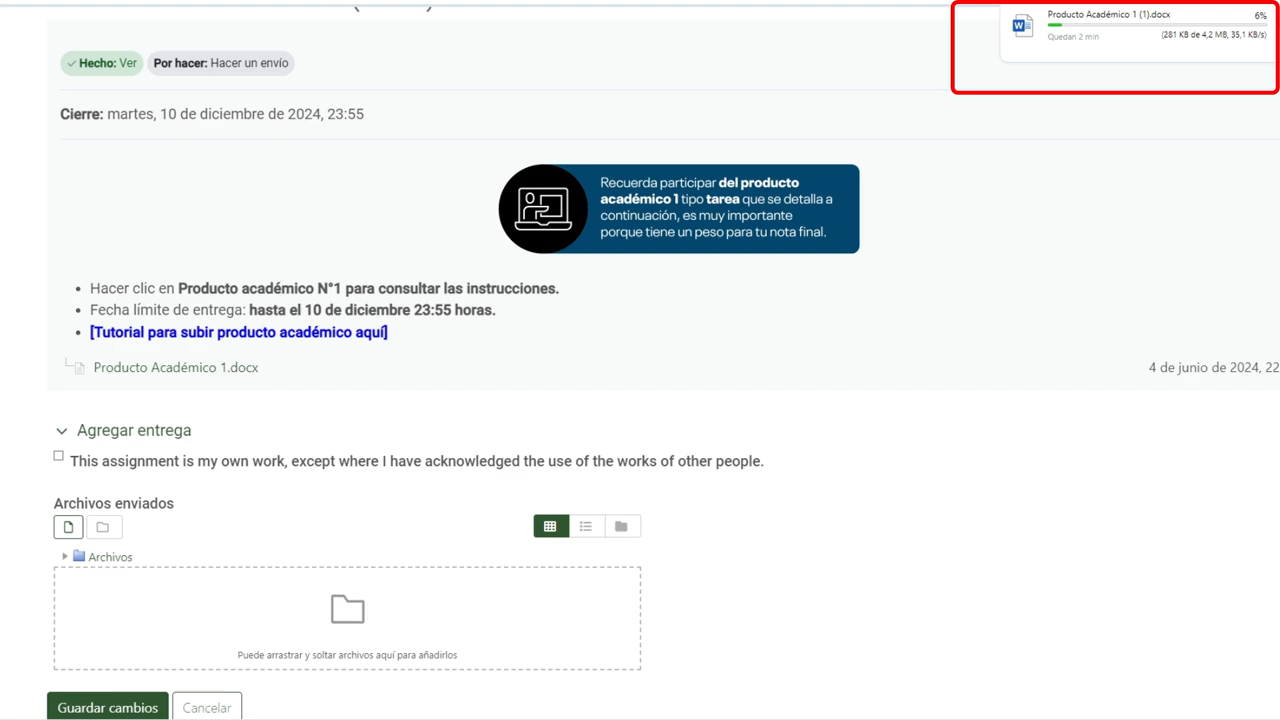 Producto Académico 1 (1).docx
6%
Quedan 2 min
(281 KB de 4,2 MB, 35,1 KB/s)
Hecho: Ver
Por hacer: Hacer un envío
Cierre: martes, 10 de diciembre de 2024, 23:55
Recuerda participar del producto
académico 1 tipo tarea que se detalla a
continuación, es muy importante
porque tiene un peso para tu nota final.
Hacer clic en Producto académico N°1 para consultar las instrucciones.
Fecha límite de entrega: hasta el 10 de diciembre 23:55 horas.
[Tutorial para subir producto académico aquí]
Producto Académico 1.docx
4 de junio de 2024, 22
Agregar entrega
This assignment is my own work, except where I have acknowledged the use of the works of other people.
Archivos enviados
Archivos
Puede arrastrar y soltar archivos aquí para añadirlos
Guardar cambios
Cancelar